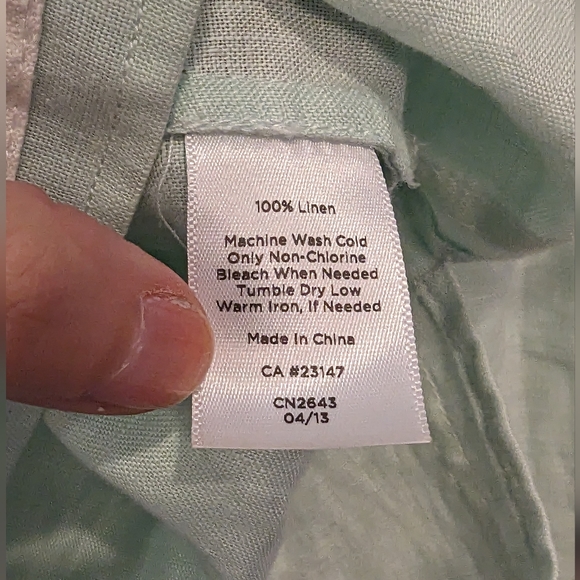 100% Linen
Machine Wash Cold
Only Non-Chlorine
Bleach When Needed
Tumble Dry Low
Warm Iron, If Needed
Made in China
CA #23147
CN2643
04/13